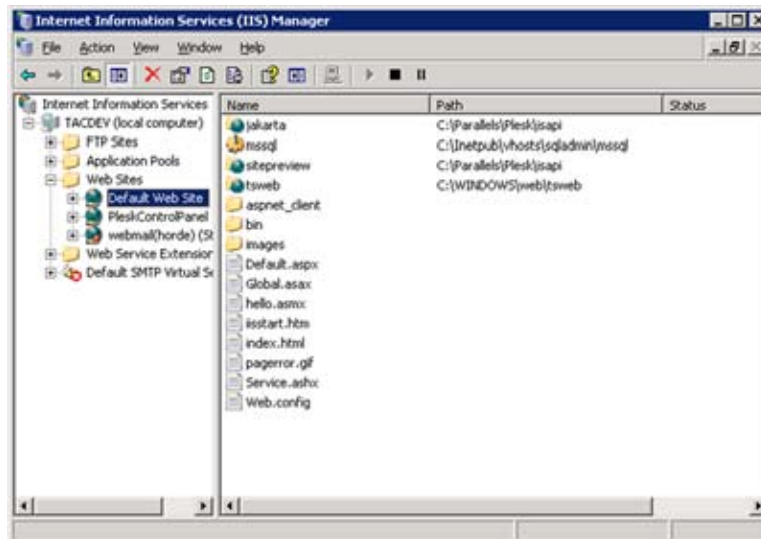 Internet Information Services (IIS) Manager
File Action View Window Help
Internet Information Services
TACDEV (local computer)
FTP Sites
Application Pools
Web Sites
Default Web Site
PleskControlPanel
webmail(horde) (St
Web Service Extension
Default SMTP Virtual Se
Name Path Status
jakarta C:\Parallels\Plesk\isapi
mssql C:\Inetpub\vhosts\sqladmin\mssql
sitepreview C:\Parallels\Plesk\isapi
tsweb C:\WINDOWS\web\tsweb
aspnet_client
bin
images
Default.aspx
Global.asax
hello.asmx
iisstart.htm
index.html
pagerror.gif
Service.ashx
Web.config